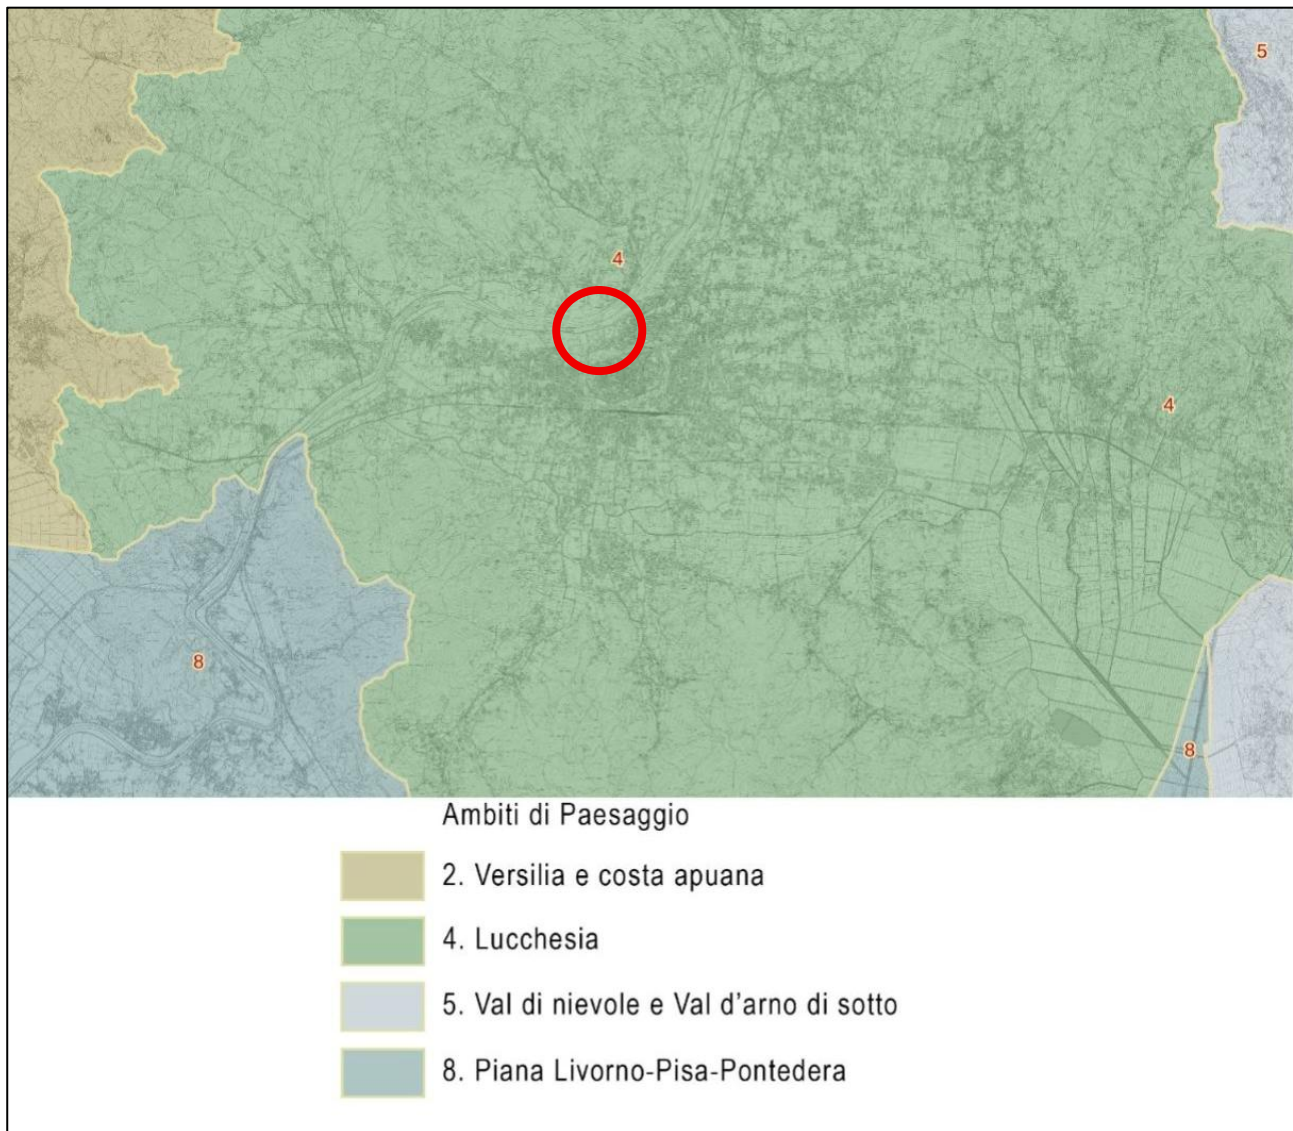 5
4
4
8
8
Ambiti di Paesaggio
2. Versilia e costa apuana
4. Lucchesia
5. Val di nievole e Val d'arno di sotto
8. Piana Livorno-Pisa-Pontedera